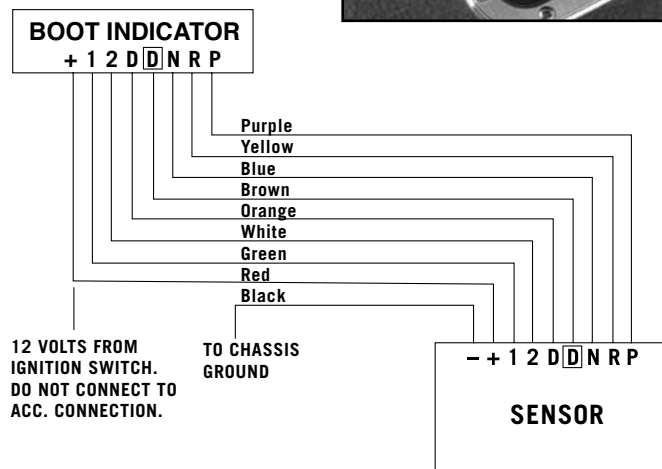 BOOT INDICATOR
+ 1 2 D D N R P
Purple
Yellow
Blue
Brown
Orange
White
Green
Red
Black
12 VOLTS FROM
IGNITION SWITCH.
DO NOT CONNECT TO
ACC. CONNECTION.
TO CHASSIS
GROUND
– + 1 2 D D N R P
SENSOR